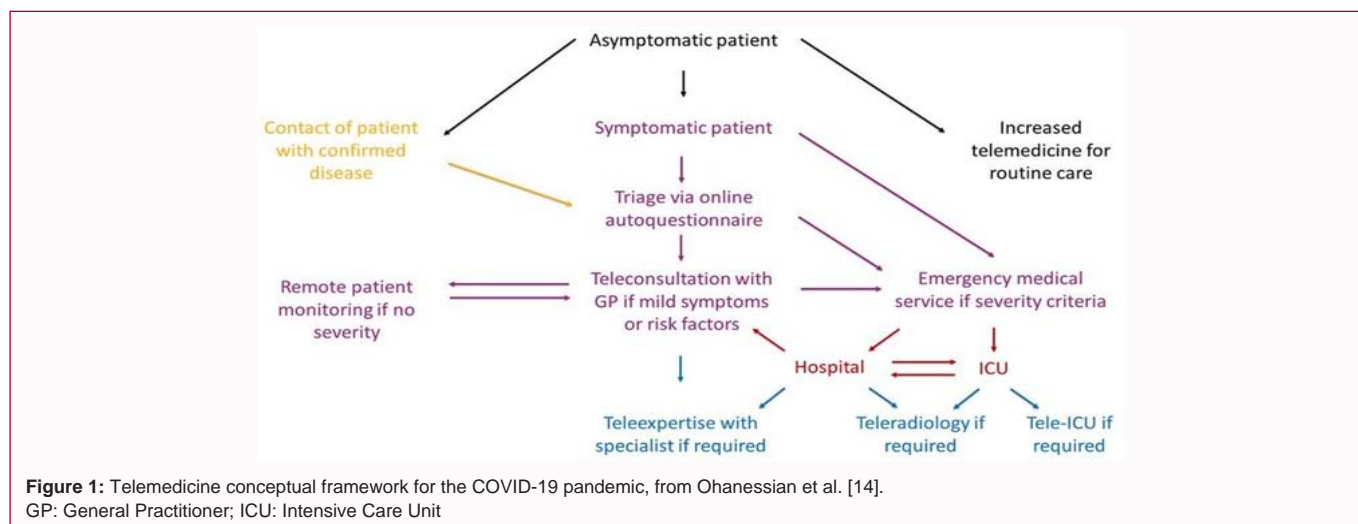 Asymptomatic patient
Contact of patient
with confirmed
disease
Symptomatic patient
Increased
telemedicine for
routine care
Triage via online
autoquestionnaire
Remote patient
monitoring if no
severity
Teleconsultation with
GP if mild symptoms
or risk factors
Emergency medical
service if severity criteria
Hospital
ICU
Teleexpertise with
specialist if required
Teleradiology if
required
Tele-ICU if
required
Figure 1: Telemedicine conceptual framework for the COVID-19 pandemic, from Ohanessian et al. [14].
GP: General Practitioner; ICU: Intensive Care Unit